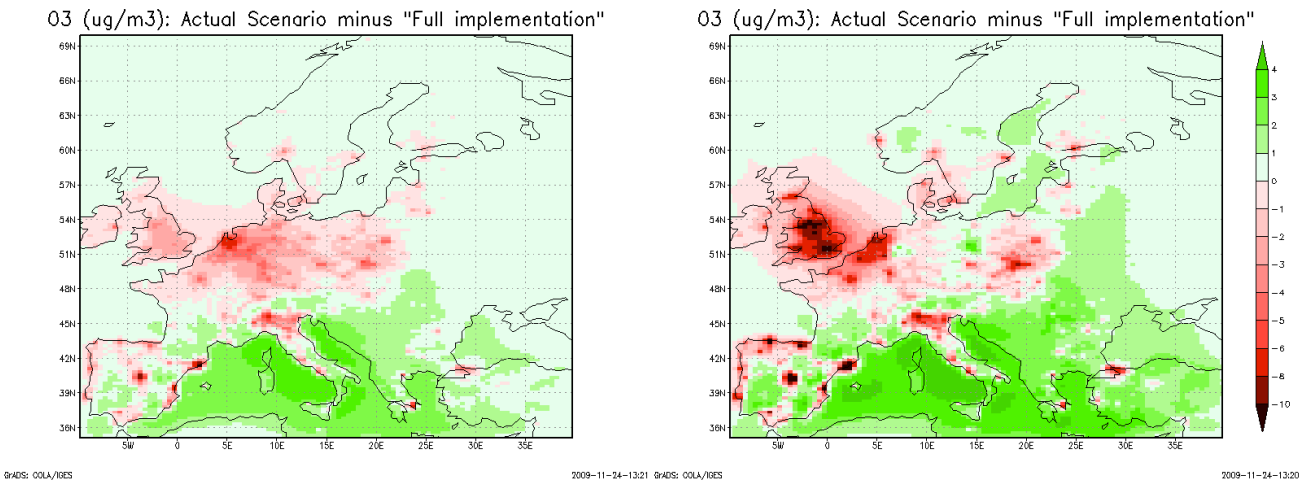 O3 (ug/m3): Actual Scenario minus "Full implementation"
69N
66N
63N
60N
57N
54N
51N
48N
45N
42N
39N
36N
5W 0 5E 10E 15E 20E 25E 30E 35E
GrADS: COLA/IGES
2009-11-24-13:21
O3 (ug/m3): Actual Scenario minus "Full implementation"
69N
66N
63N
60N
57N
54N
51N
48N
45N
42N
39N
36N
5W 0 5E 10E 15E 20E 25E 30E 35E
4
3
2
1
0
-1
-2
-3
-4
-5
-6
-8
-10
GrADS: COLA/IGES
2009-11-24-13:20